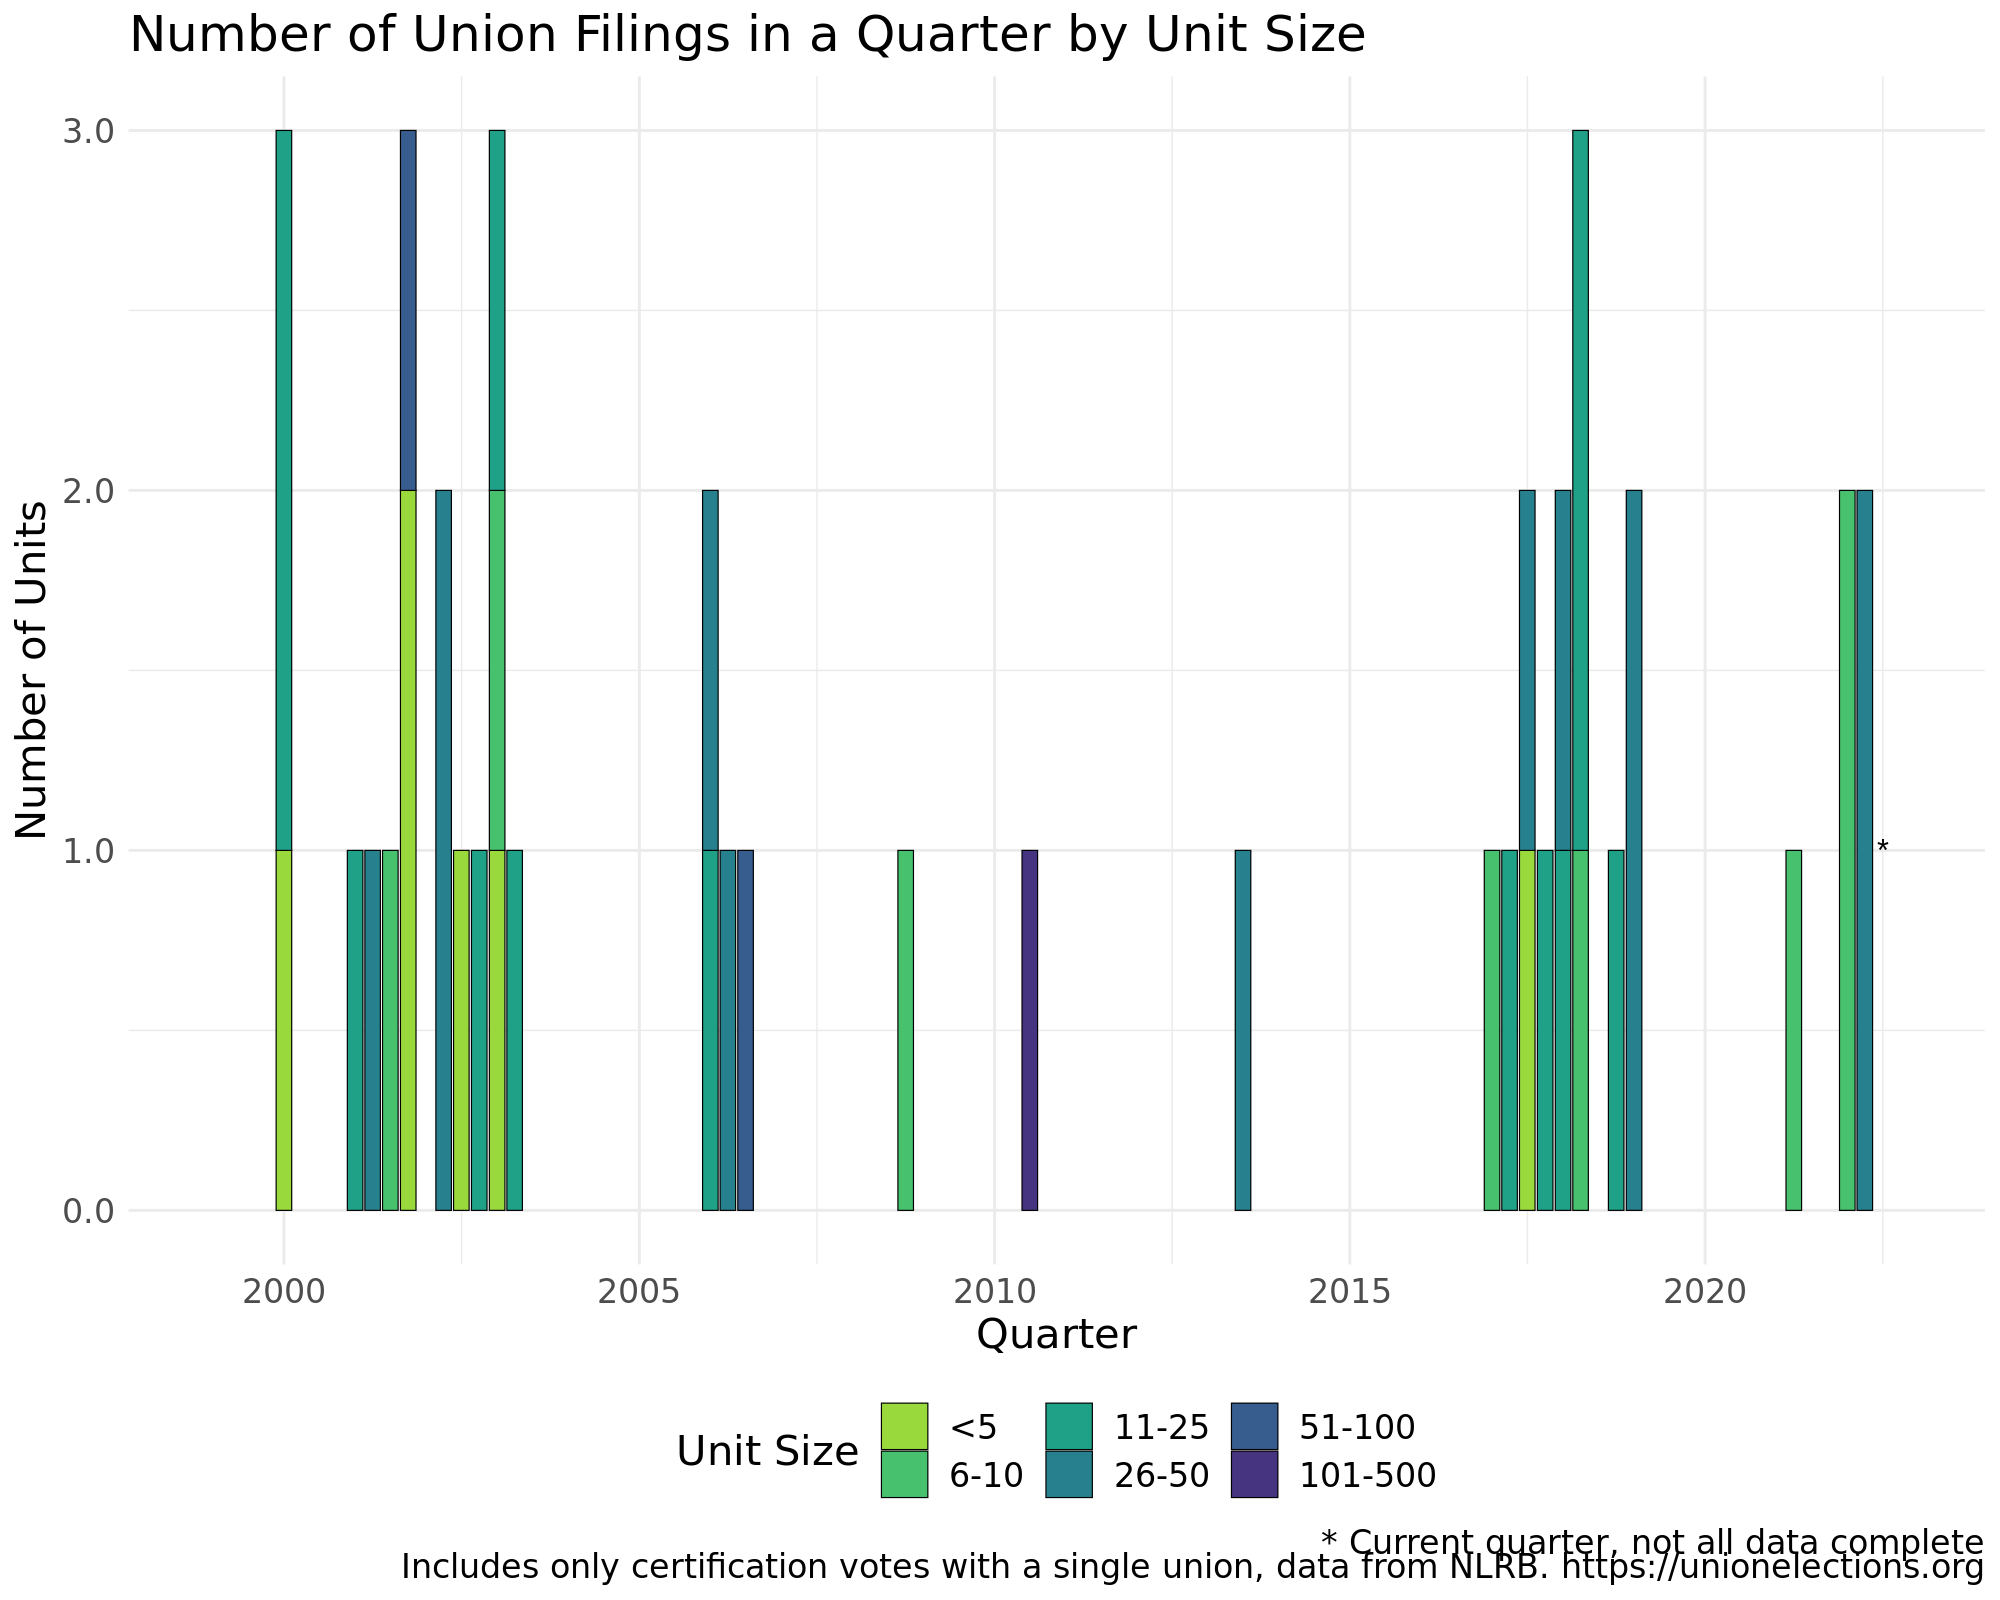 Number of Union Filings in a Quarter by Unit Size
Number of Units
3.0
2.0
1.0
0.0
*
2000 2005 2010 2015 2020
Quarter
Unit Size
<5 11-25 51-100
6-10 26-50 101-500
* Current quarter, not all data complete
Includes only certification votes with a single union, data from NLRB. https://unionelections.org